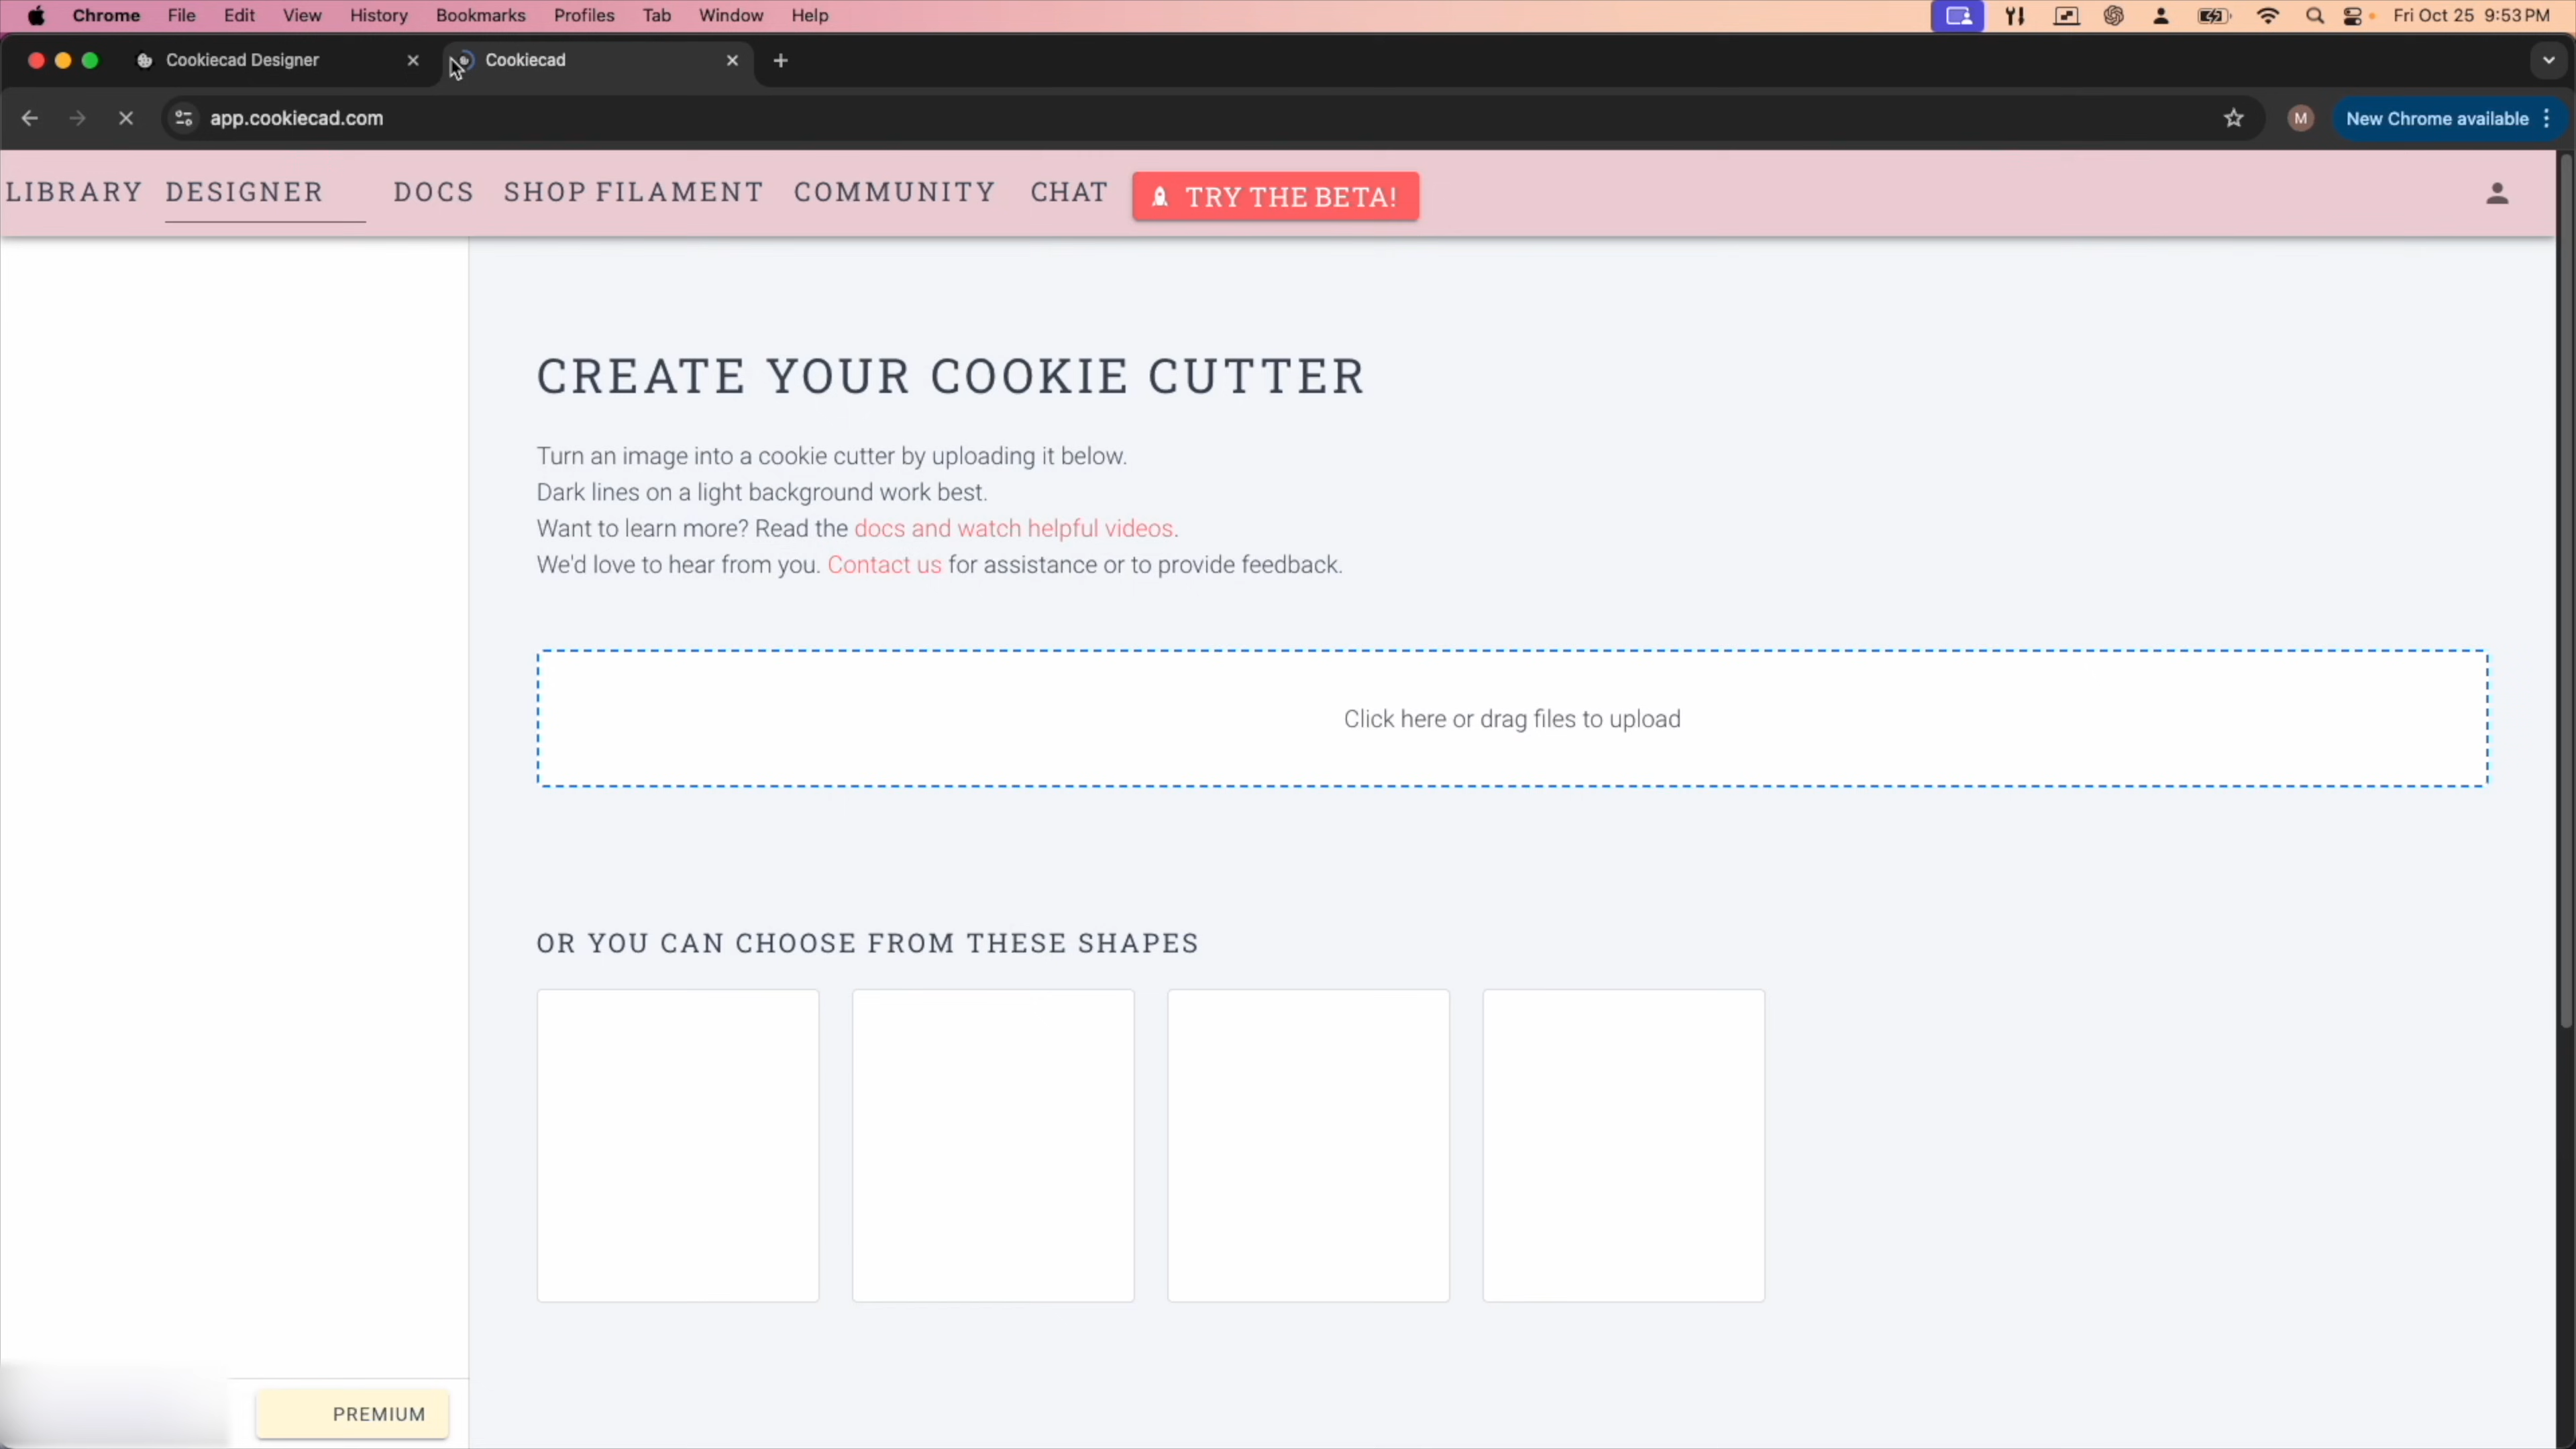 Chrome File Edit View History Bookmarks Profiles Tab Window Help Fri Oct 25 9:53 PM
Cookiecad Designer Cookiecad
app.cookiecad.com M New Chrome available
LIBRARY DESIGNER DOCS SHOP FILAMENT COMMUNITY CHAT TRY THE BETA!
CREATE YOUR COOKIE CUTTER
Turn an image into a cookie cutter by uploading it below.
Dark lines on a light background work best.
Want to learn more? Read the docs and watch helpful videos.
We'd love to hear from you. Contact us for assistance or to provide feedback.
Click here or drag files to upload
OR YOU CAN CHOOSE FROM THESE SHAPES
PREMIUM